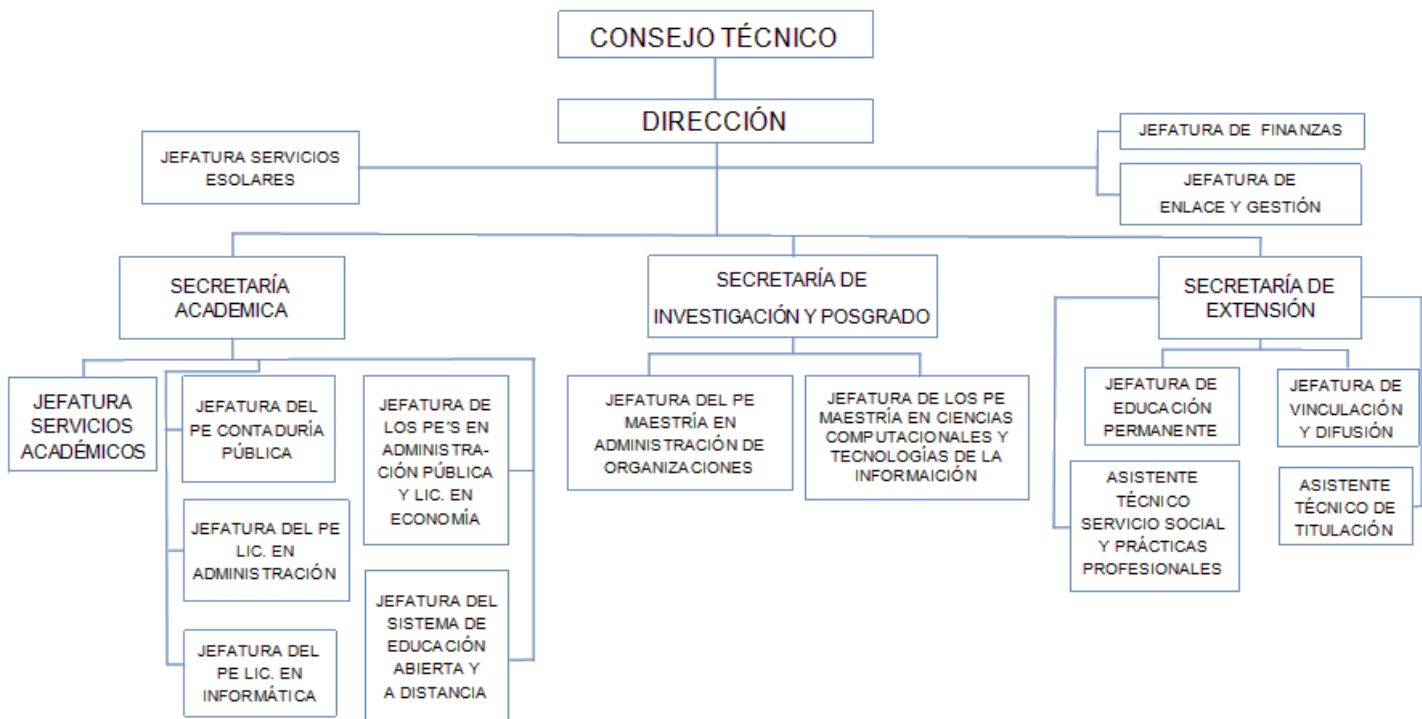 CONSEJO TÉCNICO
DIRECCIÓN
JEFATURA SERVICIOS
ESOLARES
JEFATURA DE FINANZAS
JEFATURA DE
ENLACE Y GESTIÓN
SECRETARÍA
ACADEMICA
SECRETARÍA DE
INVESTIGACIÓN Y POSGRADO
SECRETARÍA DE
EXTENSIÓN
JEFATURA
SERVICIOS
ACADÉMICOS
JEFATURA DEL
PE CONTADURÍA
PÚBLICA
JEFATURA DEL PE
LIC. EN
ADMINISTRACIÓN
JEFATURA DEL
PE LIC. EN
INFORMÁTICA
JEFATURA DE
LOS PE´S EN
ADMINISTRA-
CIÓN PÚBLICA
Y LIC. EN
ECONOMÍA
JEFATURA DEL
SISTEMA DE
EDUCACIÓN
ABIERTA Y
A DISTANCIA
JEFATURA DEL PE
MAESTRÍA EN
ADMINISTRACIÓN DE
ORGANIZACIONES
JEFATURA DE LOS PE
MAESTRÍA EN CIENCIAS
COMPUTACIONALES Y
TECNOLOGÍAS DE LA
INFORMAICIÓN
JEFATURA DE
EDUCACIÓN
PERMANENTE
JEFATURA DE
VINCULACIÓN
Y DIFUSIÓN
ASISTENTE
TÉCNICO
SERVICIO SOCIAL
Y PRÁCTICAS
PROFESIONALES
ASISTENTE
TÉCNICO DE
TITULACIÓN